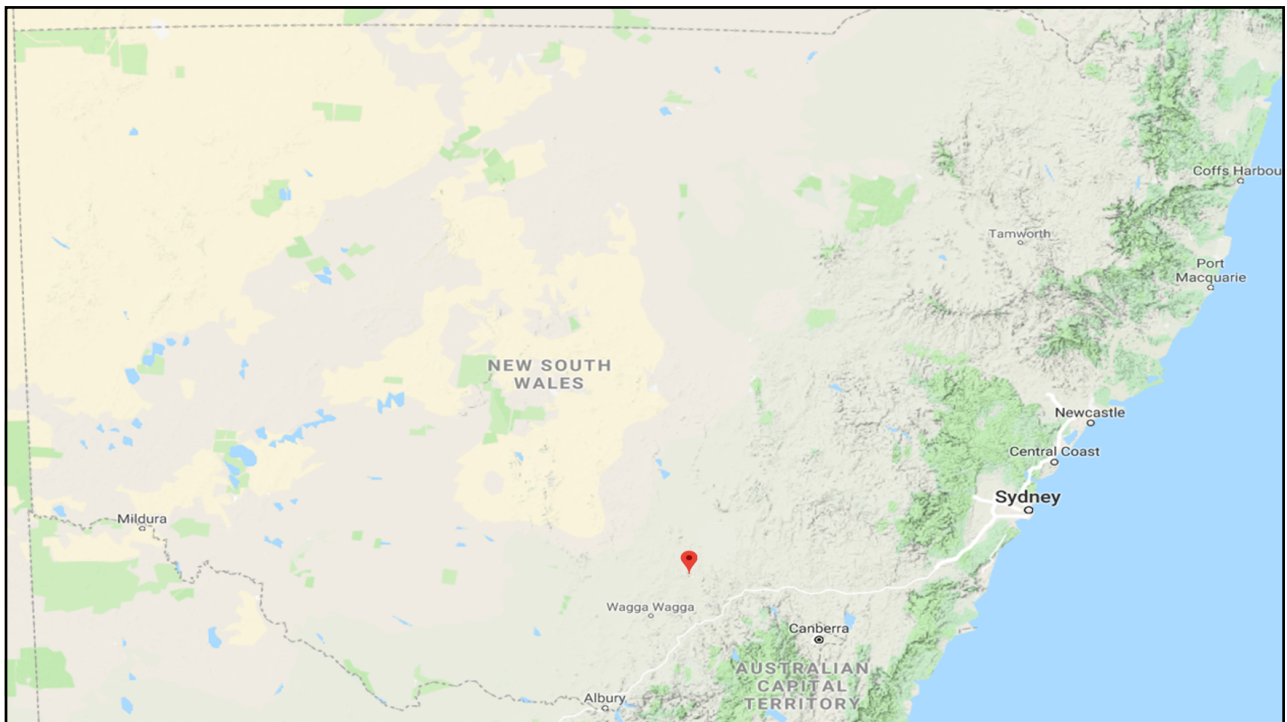 Coffs Harbou
Tamworth
Port
Macquarie
NEW SOUTH
WALES
Newcastle
Central Coast
Sydney
Mildura
Wagga Wagga
Canberra
AUSTRALIAN
CAPITAL
TERRITORY
Albury